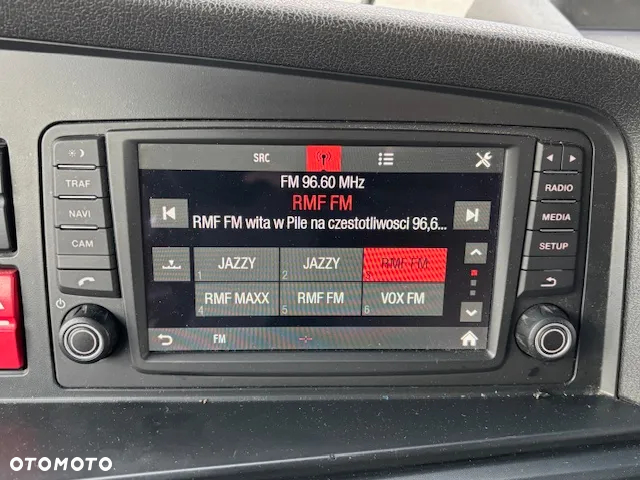 SRC
FM 96.60 MHz
RMF FM
RMF FM wita w Pile na czestotliwosci 96,6...
1 JAZZY
2 JAZZY
3 RMF FM
4 RMF MAXX
5 RMF FM
6 VOX FM
FM
TRAF
NAVI
CAM
RADIO
MEDIA
SETUP
OTOMOTO